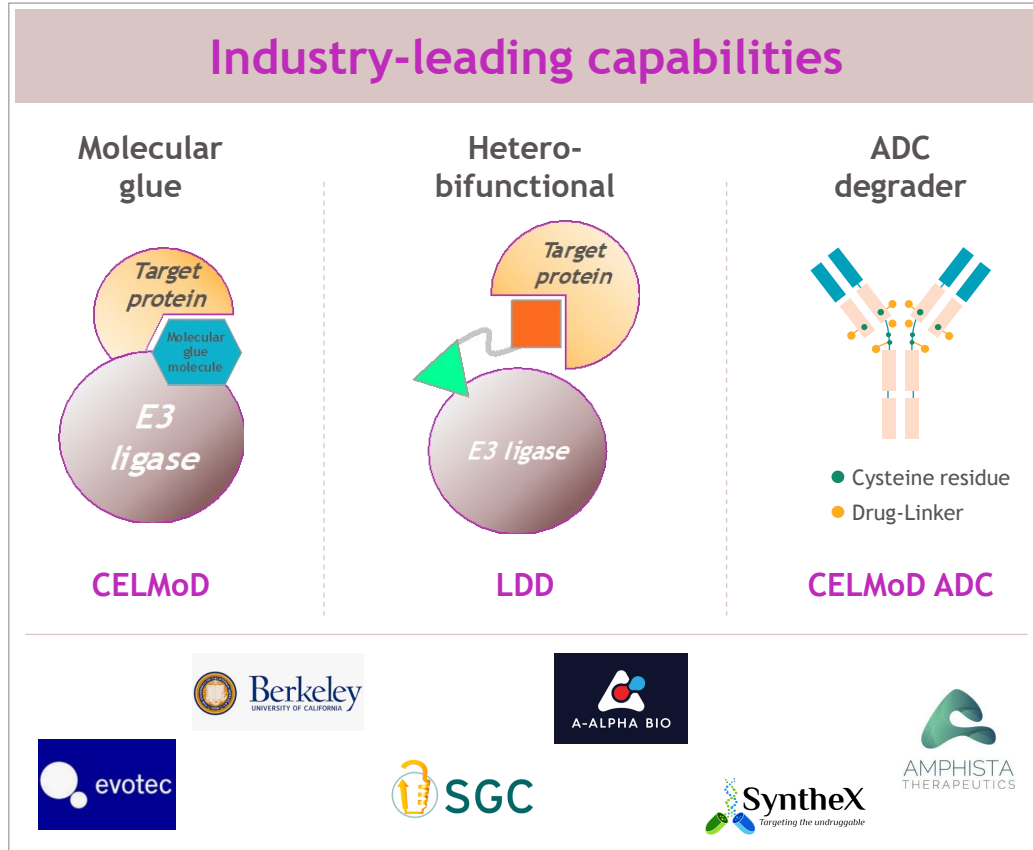 Industry-leading capabilities
Molecular
glue
Target
protein
Molecular
glue
molecule
E3
ligase
CELMoD
Hetero-
bifunctional
Target
protein
E3 ligase
LDD
ADC
degrader
Cysteine residue
Drug-Linker
CELMoD ADC
Berkeley
UNIVERSITY OF CALIFORNIA
A-ALPHA BIO
evotec
SGC
SyntheX
Targeting the undruggable
AMPHISTA
THERAPEUTICS